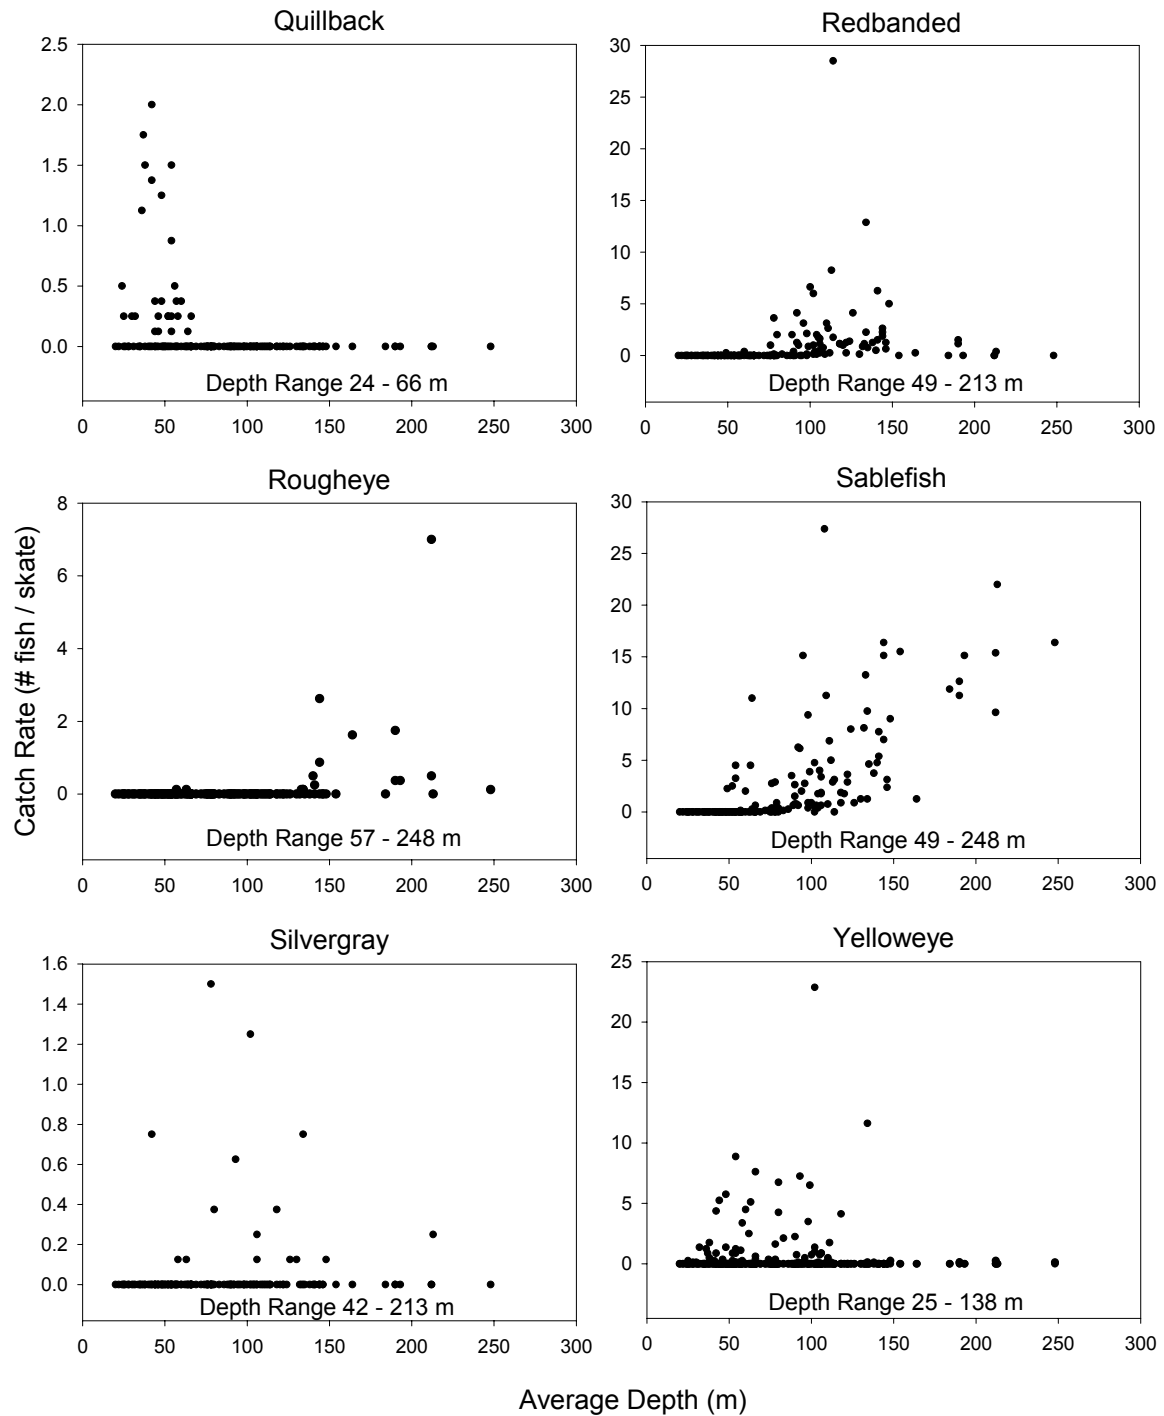 Quillback
2.5
2.0
1.5
1.0
0.5
0.0
Depth Range 24 - 66 m
0 50 100 150 200 250 300
Redbanded
30
25
20
15
10
5
0
Depth Range 49 - 213 m
0 50 100 150 200 250 300
Catch Rate (# fish / skate)
Rougheye
8
6
4
2
0
Depth Range 57 - 248 m
0 50 100 150 200 250 300
Sablefish
30
25
20
15
10
5
0
Depth Range 49 - 248 m
0 50 100 150 200 250 300
Silvergray
1.6
1.4
1.2
1.0
0.8
0.6
0.4
0.2
0.0
Depth Range 42 - 213 m
0 50 100 150 200 250 300
Yelloweye
25
20
15
10
5
0
Depth Range 25 - 138 m
0 50 100 150 200 250 300
Average Depth (m)